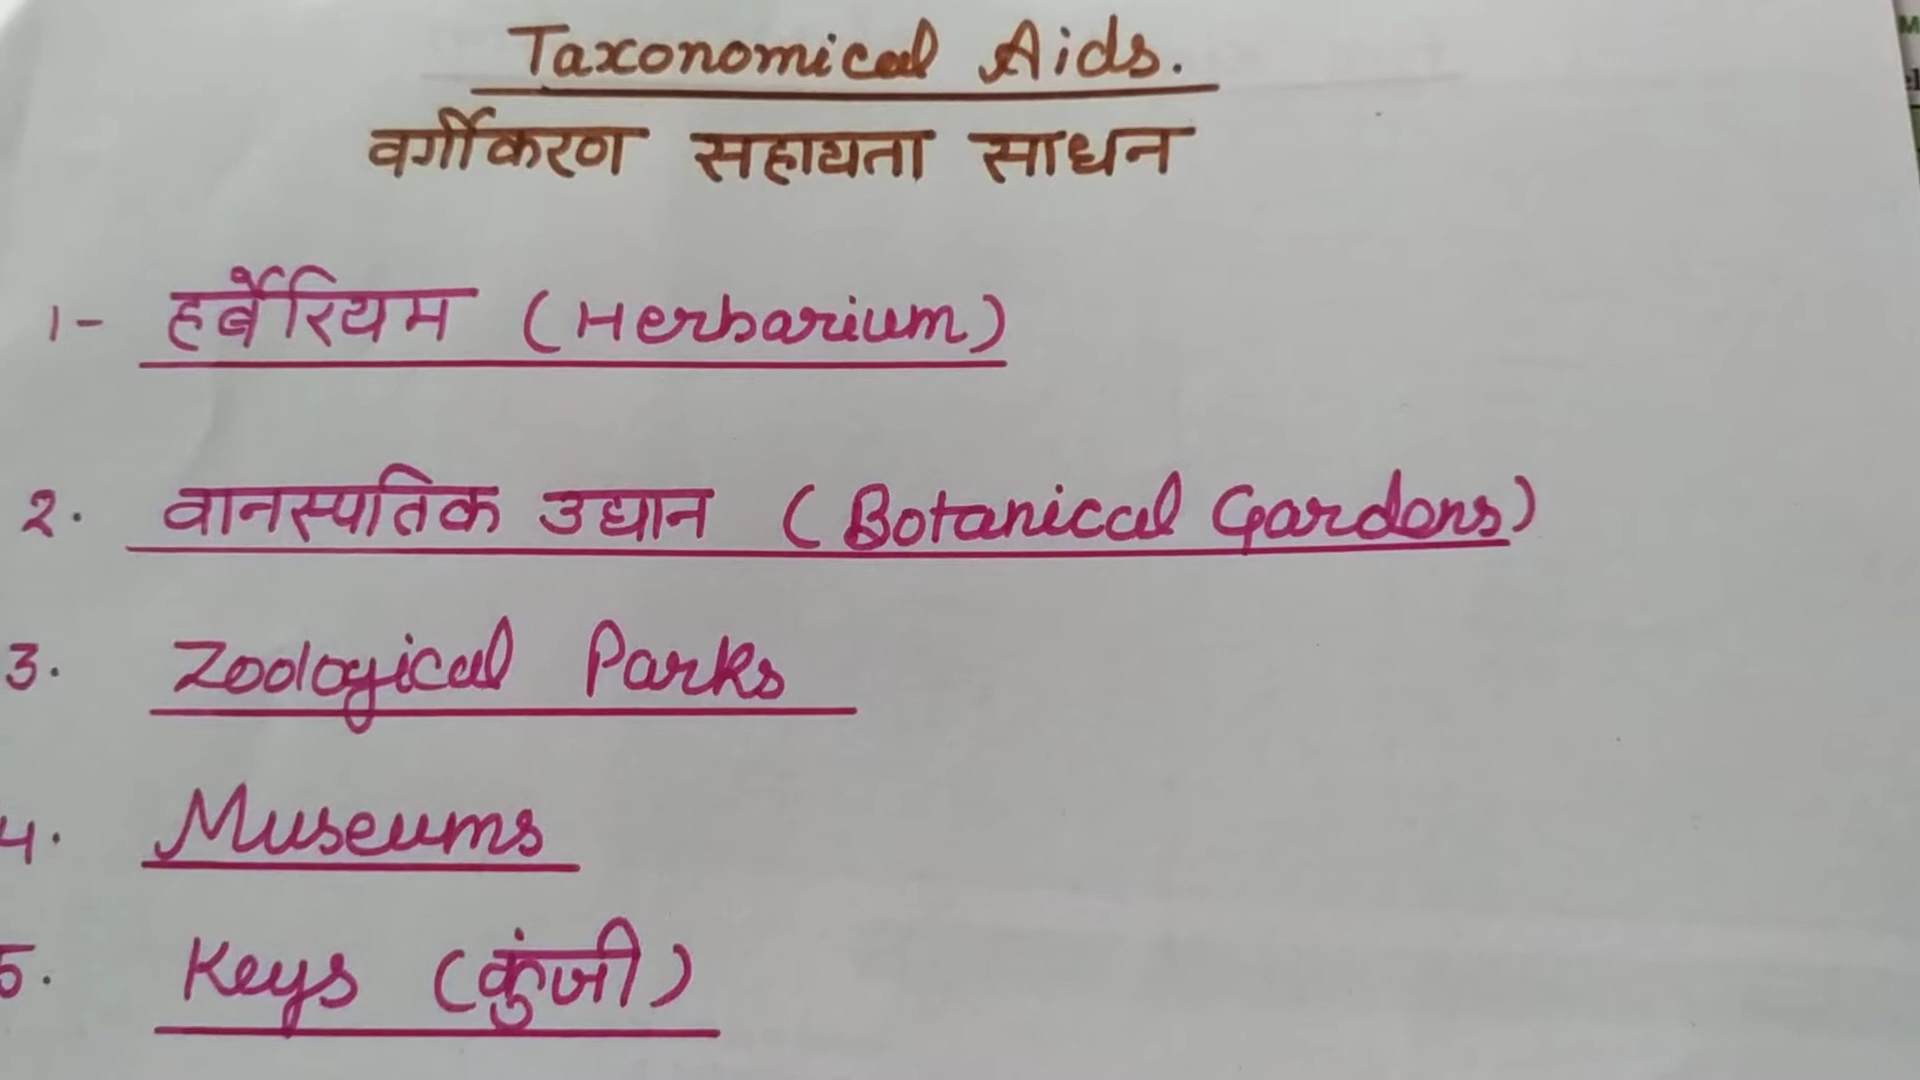 Taxonomical Aids.
वर्गीकरण सहायता साधन
1- हर्बेरियम (Herbarium)
2. वानस्पतिक उद्यान (Botanical Gardens)
3. Zoological Parks
4. Museums
5. Keys (कुंजी)